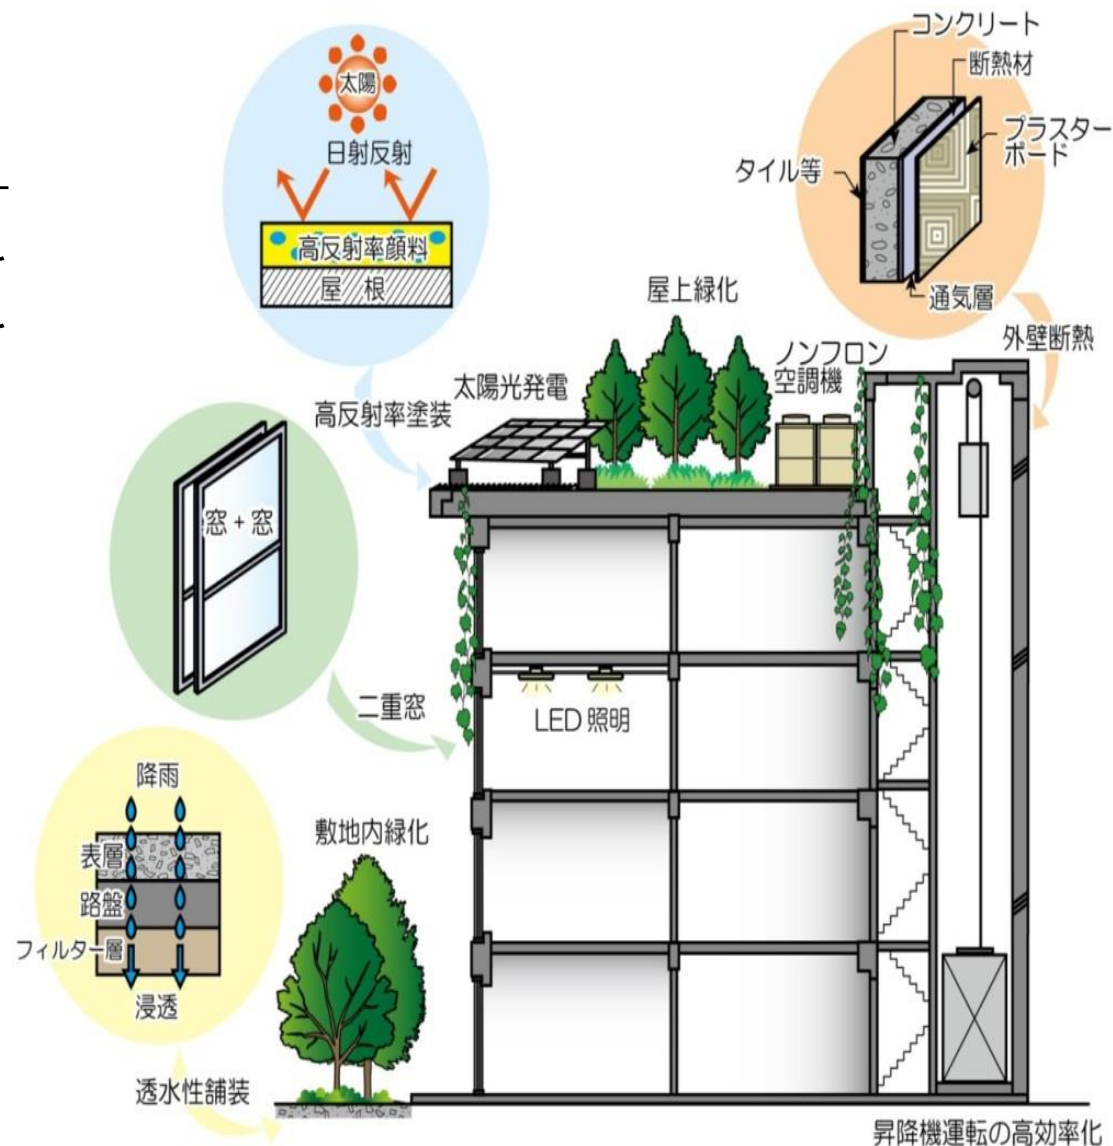 太陽
日射反射
高反射率顔料
屋 根
高反射率塗装
コンクリート
断熱材
プラスター
ボード
タイル等
通気層
外壁断熱
屋上緑化
太陽光発電
ノンフロン
空調機
窓 + 窓
二重窓
LED 照明
降雨
表層
路盤
フィルター層
浸透
透水性舗装
敷地内緑化
昇降機運転の高効率化